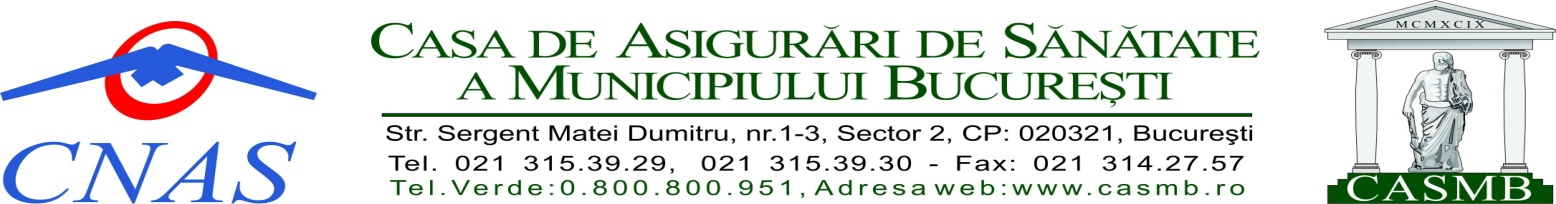 CNAS
CASA DE ASIGURĂRI DE SĂNĂTATE
A MUNICIPIULUI BUCUREŞTI
Str. Sergent Matei Dumitru, nr.1-3, Sector 2, CP: 020321, Bucureşti
Tel. 021 315.39.29, 021 315.39.30 - Fax: 021 314.27.57
Tel.Verde:0.800.800.951, Adresa web:www.casmb.ro
MCMXCIX
CASMB